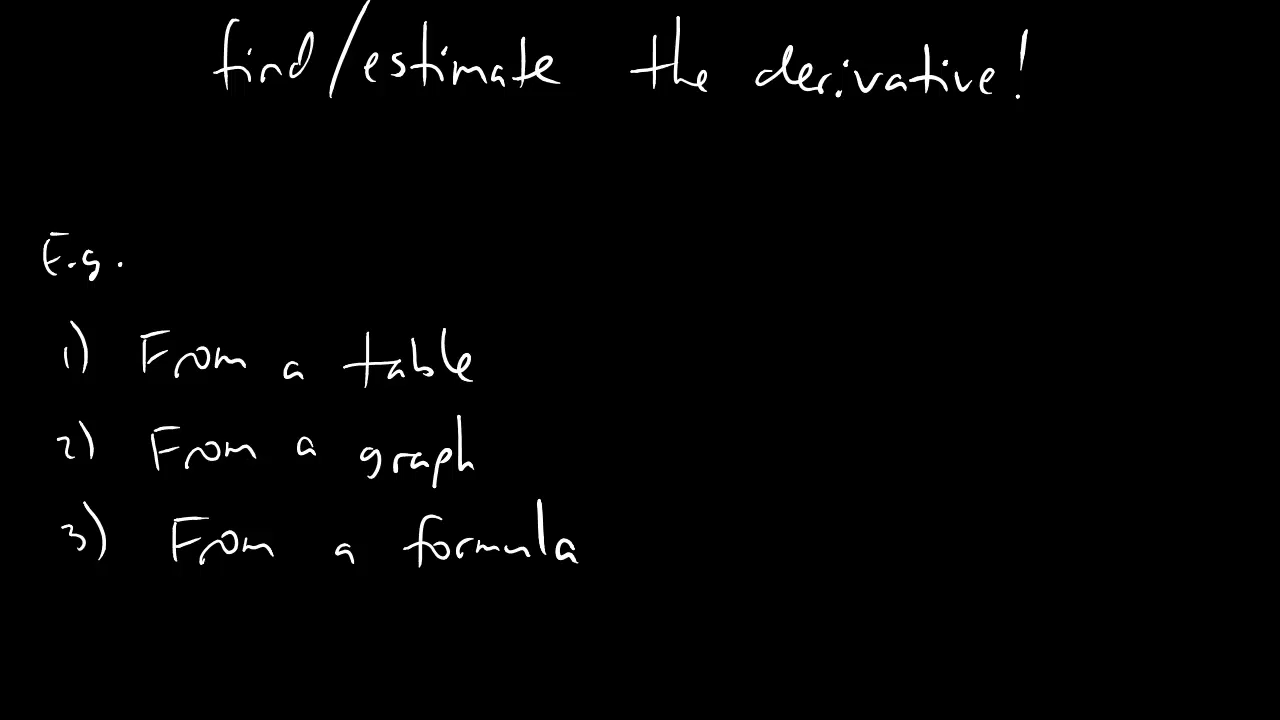 find/estimate the derivative!
E.g.
1) From a table
2) From a graph
3) From a formula